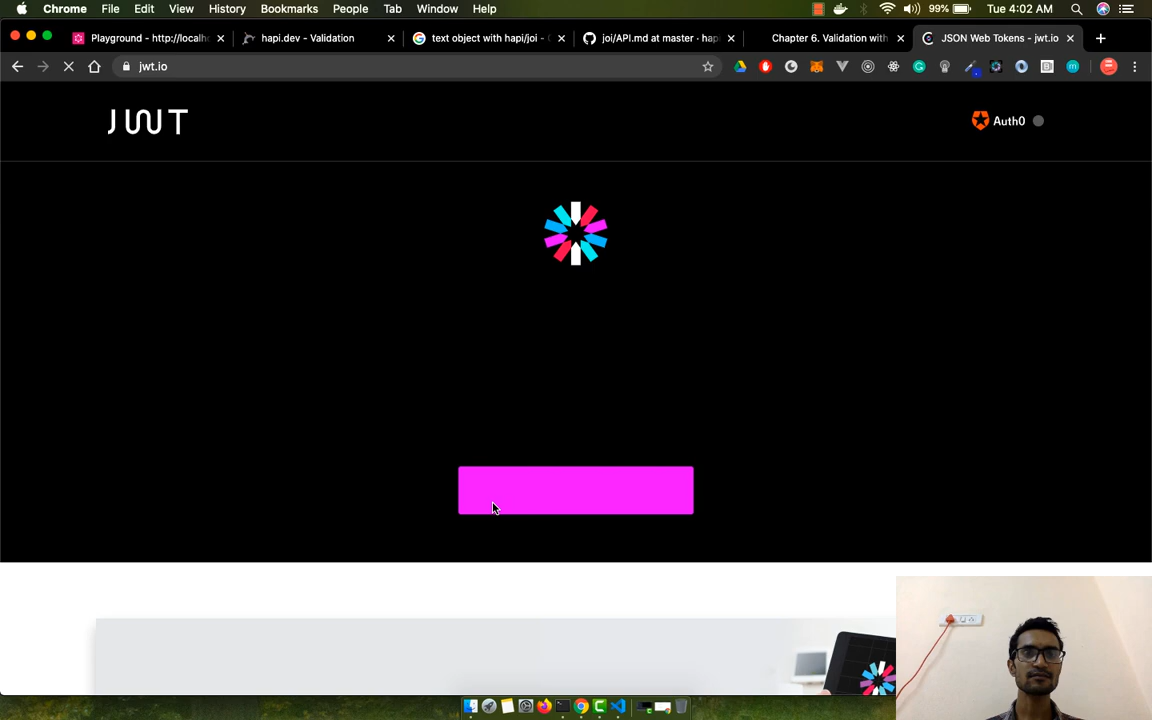 Chrome File Edit View History Bookmarks People Tab Window Help 99% Tue 4:02 AM
Playground - http://localh hapi.dev - Validation text object with hapi/joi - G joi/API.md at master · hap Chapter 6. Validation with JSON Web Tokens - jwt.io
jwt.io
JWT
Auth0